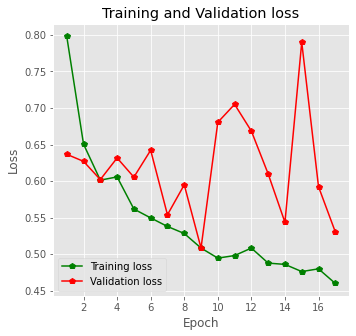 Training and Validation loss
0.80
0.75
0.70
0.65
0.60
0.55
0.50
0.45
Loss
Training loss
Validation loss
2 4 6 8 10 12 14 16
Epoch